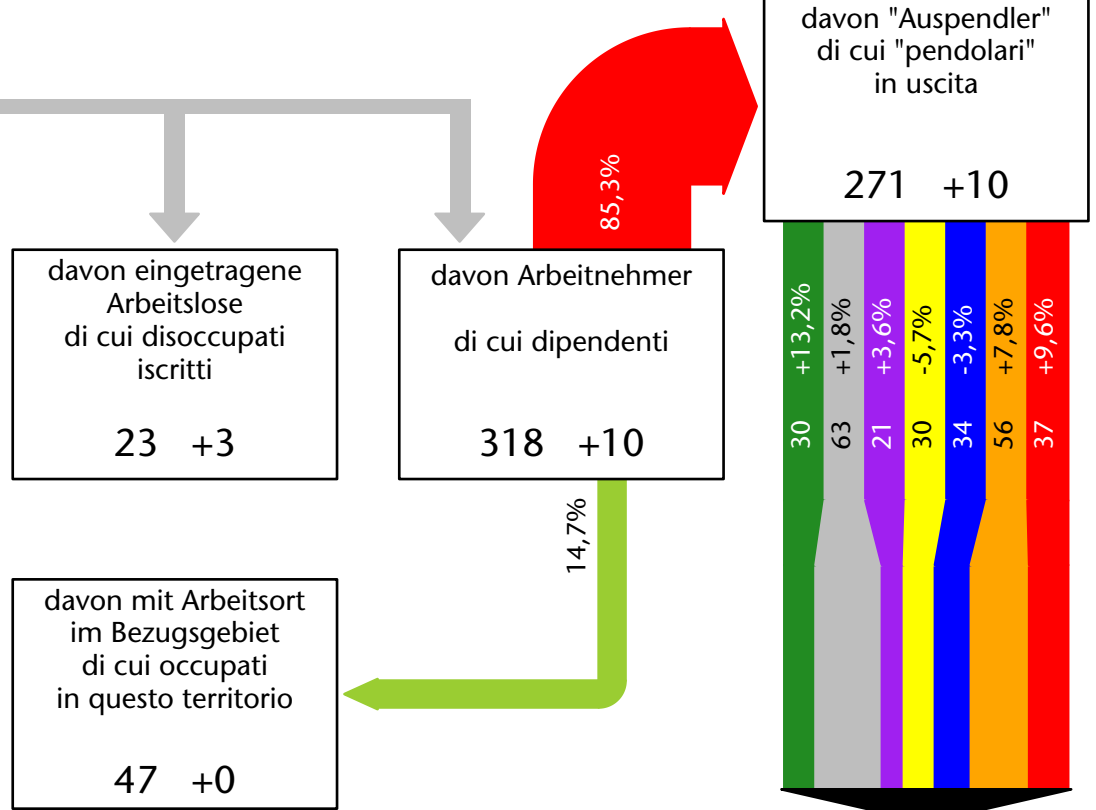 davon "Auspendler"
di cui "pendolari"
in uscita
271 +10
85,3%
davon eingetragene
Arbeitslose
di cui disoccupati
iscritti
23 +3
davon Arbeitnehmer
di cui dipendenti
318 +10
30 +13,2%
63 +1,8%
21 +3,6%
30 -5,7%
34 -3,3%
56 +7,8%
37 +9,6%
14,7%
davon mit Arbeitsort
im Bezugsgebiet
di cui occupati
in questo territorio
47 +0